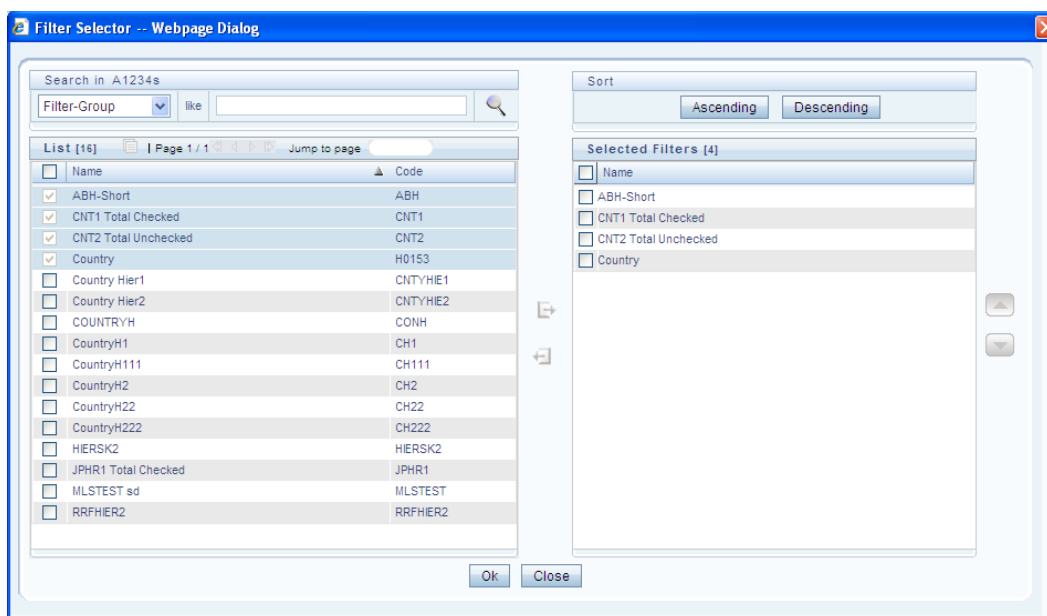 Filter Selector -- Webpage Dialog
Search in A1234s
Filter-Group like
List [16] | Page 1 / 1 Jump to page
Name Code
ABH-Short ABH
CNT1 Total Checked CNT1
CNT2 Total Unchecked CNT2
Country H0153
Country Hier1 CNTYHIE1
Country Hier2 CNTYHIE2
COUNTRYH CONH
CountryH1 CH1
CountryH111 CH111
CountryH2 CH2
CountryH22 CH22
CountryH222 CH222
HIERSK2 HIERSK2
JPHR1 Total Checked JPHR1
MLSTEST sd MLSTEST
RRFHIER2 RRFHIER2
Sort
Ascending Descending
Selected Filters [4]
Name
ABH-Short
CNT1 Total Checked
CNT2 Total Unchecked
Country
Ok Close